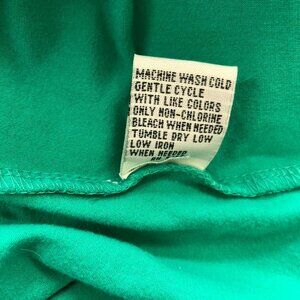 MACHINE WASH COLD
GENTLE CYCLE
WITH LIKE COLORS
ONLY NON-CHLORINE
BLEACH WHEN NEEDED
TUMBLE DRY LOW
LOW IRON
WHEN NEEDED